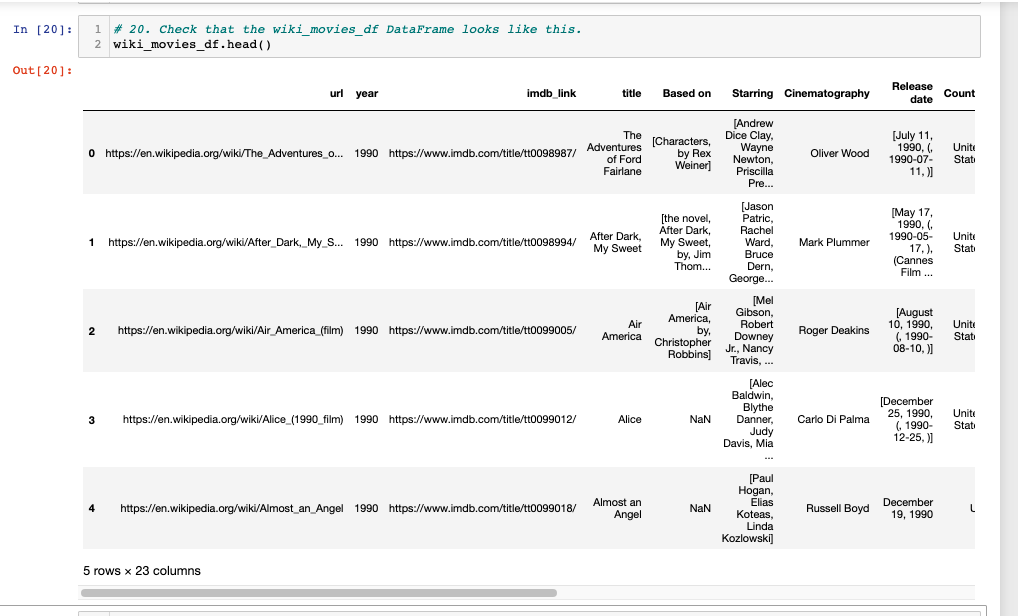 In [20]:
1 # 20. Check that the wiki_movies_df DataFrame looks like this.
2 wiki_movies_df.head()
Out[20]:
url year imdb_link title Based on Starring Cinematography Release date Count
0 https://en.wikipedia.org/wiki/The_Adventures_o... 1990 https://www.imdb.com/title/tt0098987/ The Adventures of Ford Fairlane [Characters, by Rex Weiner] [Andrew Dice Clay, Wayne Newton, Priscilla Pre... Oliver Wood [July 11, 1990, (, 1990-07-11, )] Unite State
1 https://en.wikipedia.org/wiki/After_Dark,_My_S... 1990 https://www.imdb.com/title/tt0098994/ After Dark, My Sweet [the novel, After Dark, My Sweet, by, Jim Thom... [Jason Patric, Rachel Ward, Bruce Dern, George... Mark Plummer [May 17, 1990, (, 1990-05-17, ), (Cannes Film ... Unite State
2 https://en.wikipedia.org/wiki/Air_America_(film) 1990 https://www.imdb.com/title/tt0099005/ Air America [Air America, by, Christopher Robbins] [Mel Gibson, Robert Downey Jr., Nancy Travis, ... Roger Deakins [August 10, 1990, (, 1990-08-10, )] Unite State
3 https://en.wikipedia.org/wiki/Alice_(1990_film) 1990 https://www.imdb.com/title/tt0099012/ Alice NaN [Alec Baldwin, Blythe Danner, Judy Davis, Mia ... Carlo Di Palma [December 25, 1990, (, 1990-12-25, )] Unite State
4 https://en.wikipedia.org/wiki/Almost_an_Angel 1990 https://www.imdb.com/title/tt0099018/ Almost an Angel NaN [Paul Hogan, Elias Koteas, Linda Kozlowski] Russell Boyd December 19, 1990 U
5 rows × 23 columns